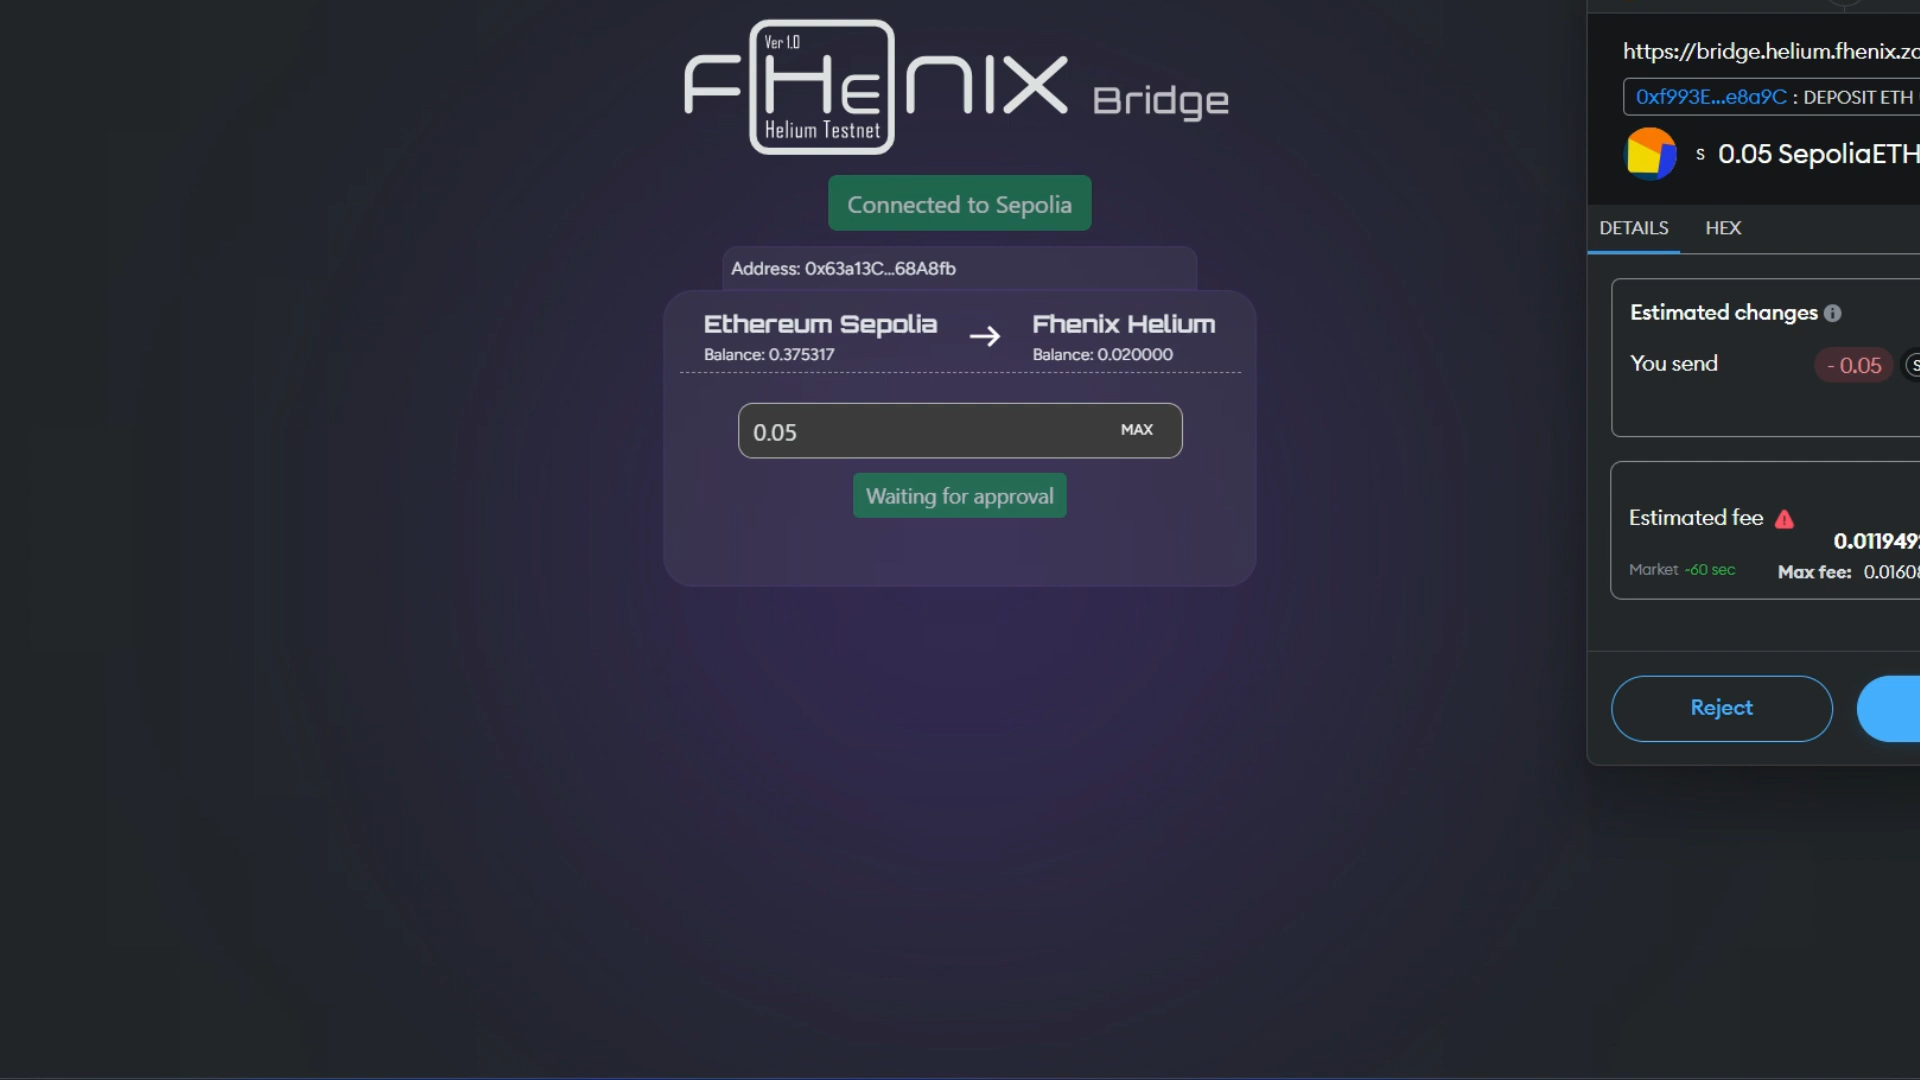 Ver 1.0
FHENIX Bridge
Helium Testnet
Connected to Sepolia
Address: 0x63a13C...68A8fb
Ethereum Sepolia → Fhenix Helium
Balance: 0.375317 Balance: 0.020000
0.05 MAX
Waiting for approval
https://bridge.helium.fhenix.zo
0xf993E...e8a9C : DEPOSIT ETH
S 0.05 SepoliaETH
DETAILS HEX
Estimated changes
You send - 0.05 S
Estimated fee
0.011949
Market ~60 sec Max fee: 0.0160
Reject